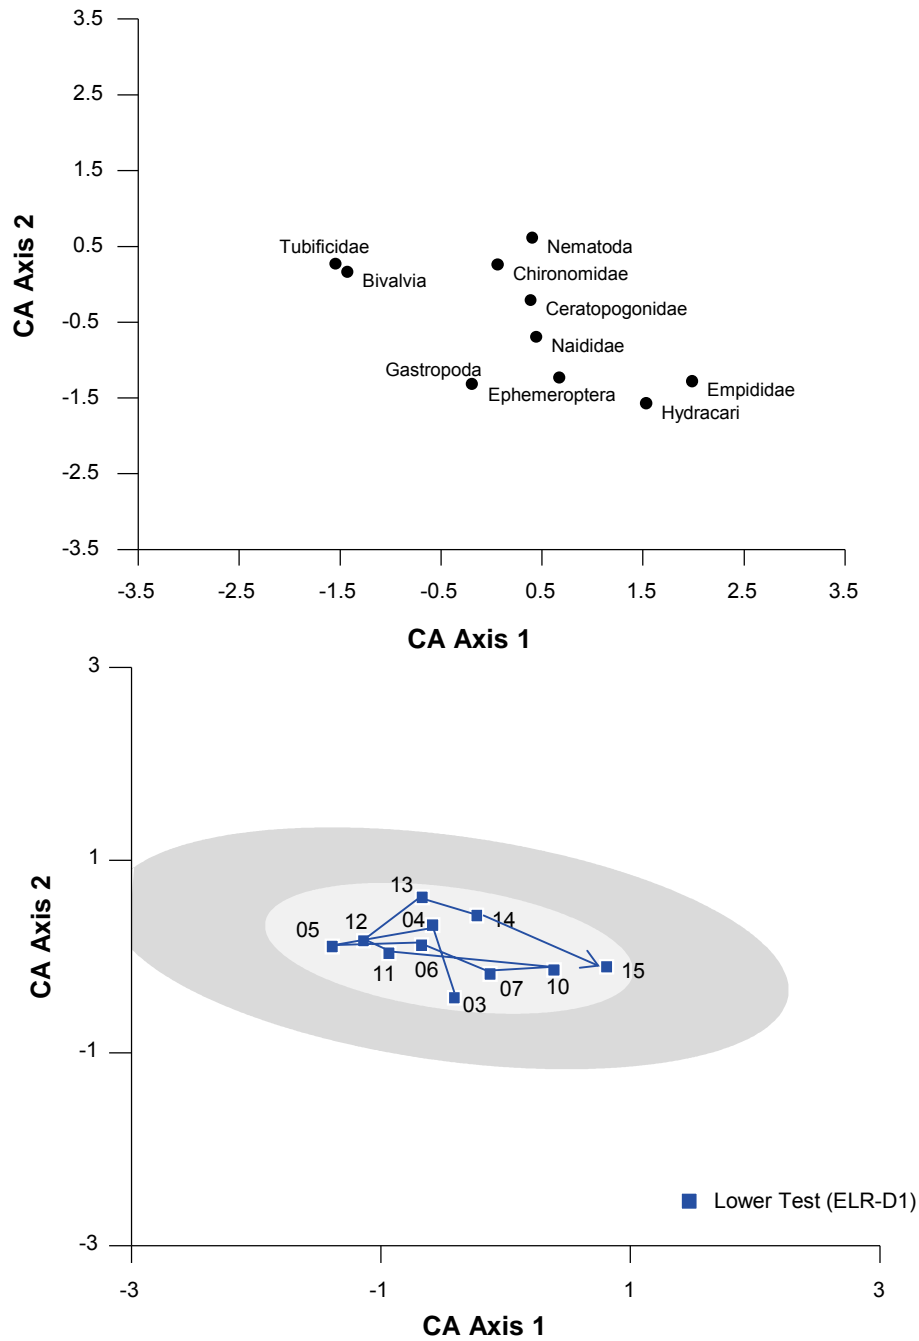 3.5
2.5
1.5
0.5
-0.5
-1.5
-2.5
-3.5
CA Axis 2
Tubificidae
Bivalvia
Nematoda
Chironomidae
Ceratopogonidae
Naididae
Gastropoda
Ephemeroptera
Empididae
Hydracari
-3.5 -2.5 -1.5 -0.5 0.5 1.5 2.5 3.5
CA Axis 1
3
1
-1
-3
CA Axis 2
13
04
14
12
05
11
06
07
10
15
03
Lower Test (ELR-D1)
-3 -1 1 3
CA Axis 1